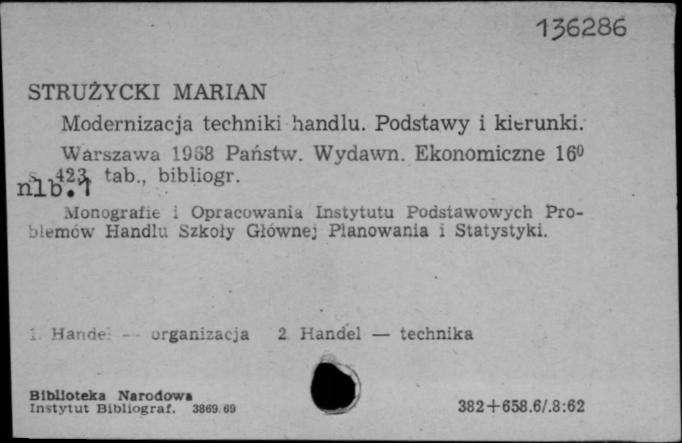 136286
STRUŻYCKI MARIAN
Modernizacja techniki handlu. Podstawy i kierunki.
Warszawa 1968 Państw. Wydawn. Ekonomiczne 16⁰
s. 423, tab., bibliogr.
nlb.1
Monografie i Opracowania Instytutu Podstawowych Pro-
blemów Handlu Szkoły Głównej Planowania i Statystyki.
1. Handel — organizacja 2. Handel — technika
Biblioteka Narodowa
Instytut Bibliograf. 3869/69
382+658.6/.8:62